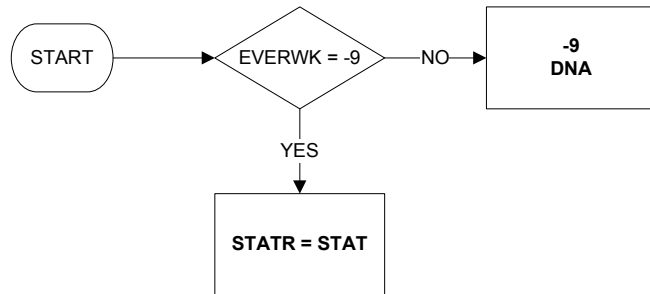 START
EVERWK = -9
NO
-9
DNA
YES
STATR = STAT